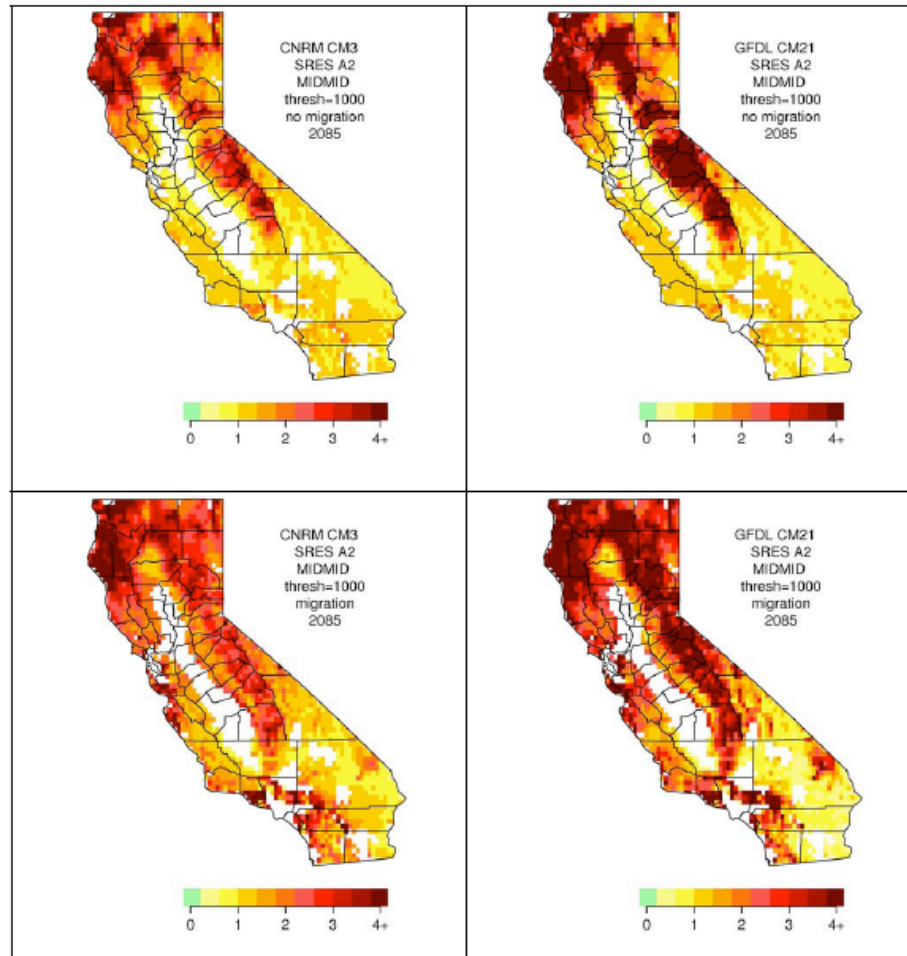 CNRM CM3
SRES A2
MIDMID
thresh=1000
no migration
2085
0 1 2 3 4+
GFDL CM21
SRES A2
MIDMID
thresh=1000
no migration
2085
0 1 2 3 4+
CNRM CM3
SRES A2
MIDMID
thresh=1000
migration
2085
0 1 2 3 4+
GFDL CM21
SRES A2
MIDMID
thresh=1000
migration
2085
0 1 2 3 4+